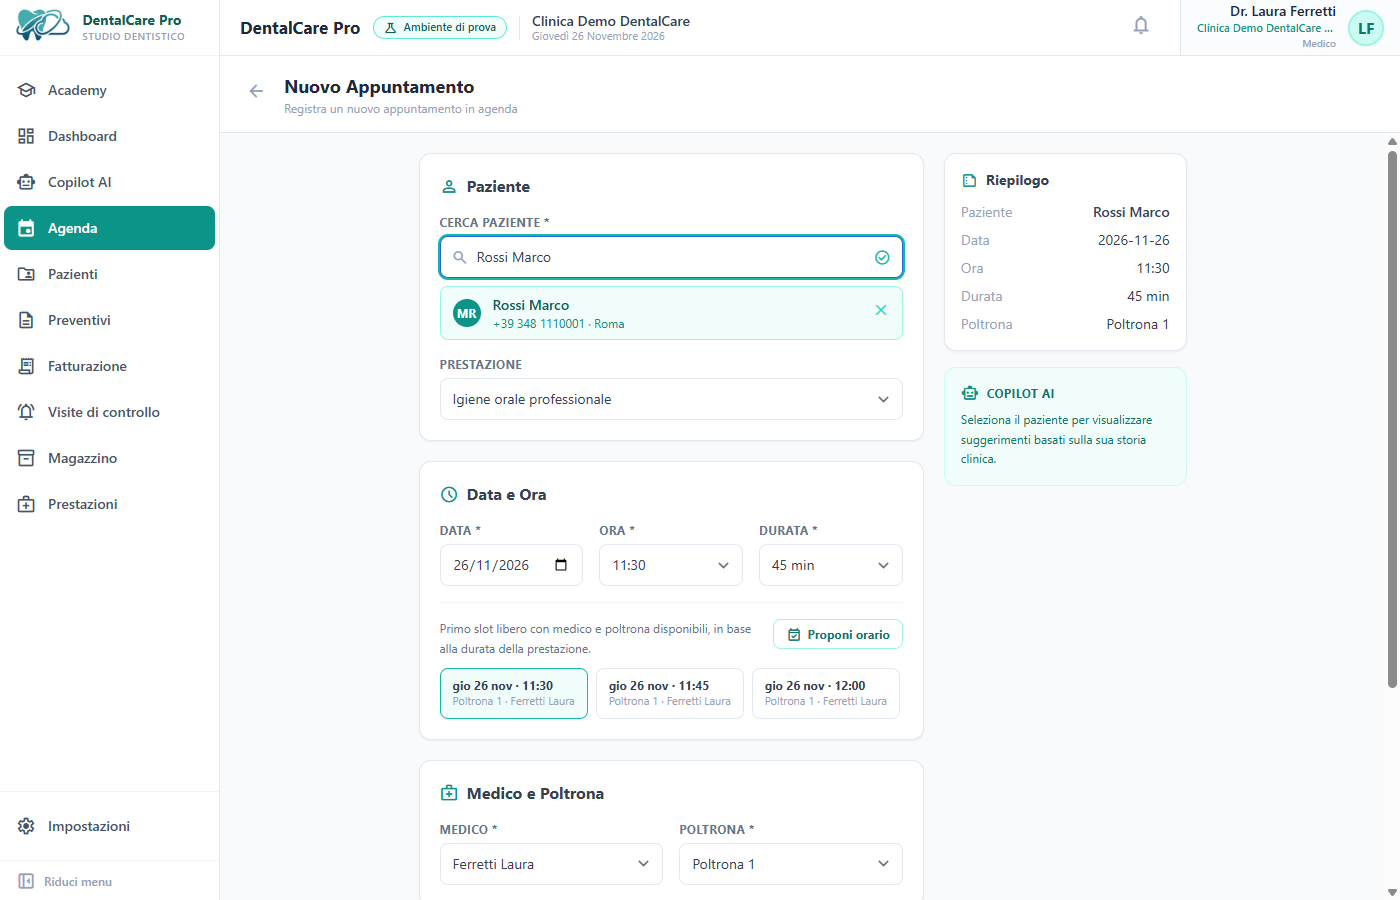 DentalCare Pro
STUDIO DENTISTICO
Academy
Dashboard
Copilot AI
Agenda
Pazienti
Preventivi
Fatturazione
Visite di controllo
Magazzino
Prestazioni
Impostazioni
Riduci menu
DentalCare Pro
Ambiente di prova
Clinica Demo DentalCare
Giovedì 26 Novembre 2026
Dr. Laura Ferretti
Clinica Demo DentalCare ...
Medico
LF
Nuovo Appuntamento
Registra un nuovo appuntamento in agenda
Paziente
CERCA PAZIENTE *
Rossi Marco
MR
Rossi Marco
+39 348 1110001 · Roma
PRESTAZIONE
Igiene orale professionale
Data e Ora
DATA *
ORA *
DURATA *
26/11/2026
11:30
45 min
Primo slot libero con medico e poltrona disponibili, in base
alla durata della prestazione.
Proponi orario
gio 26 nov · 11:30
Poltrona 1 · Ferretti Laura
gio 26 nov · 11:45
Poltrona 1 · Ferretti Laura
gio 26 nov · 12:00
Poltrona 1 · Ferretti Laura
Medico e Poltrona
MEDICO *
POLTRONA *
Ferretti Laura
Poltrona 1
Riepilogo
Paziente Rossi Marco
Data 2026-11-26
Ora 11:30
Durata 45 min
Poltrona Poltrona 1
COPILOT AI
Seleziona il paziente per visualizzare
suggerimenti basati sulla sua storia
clinica.